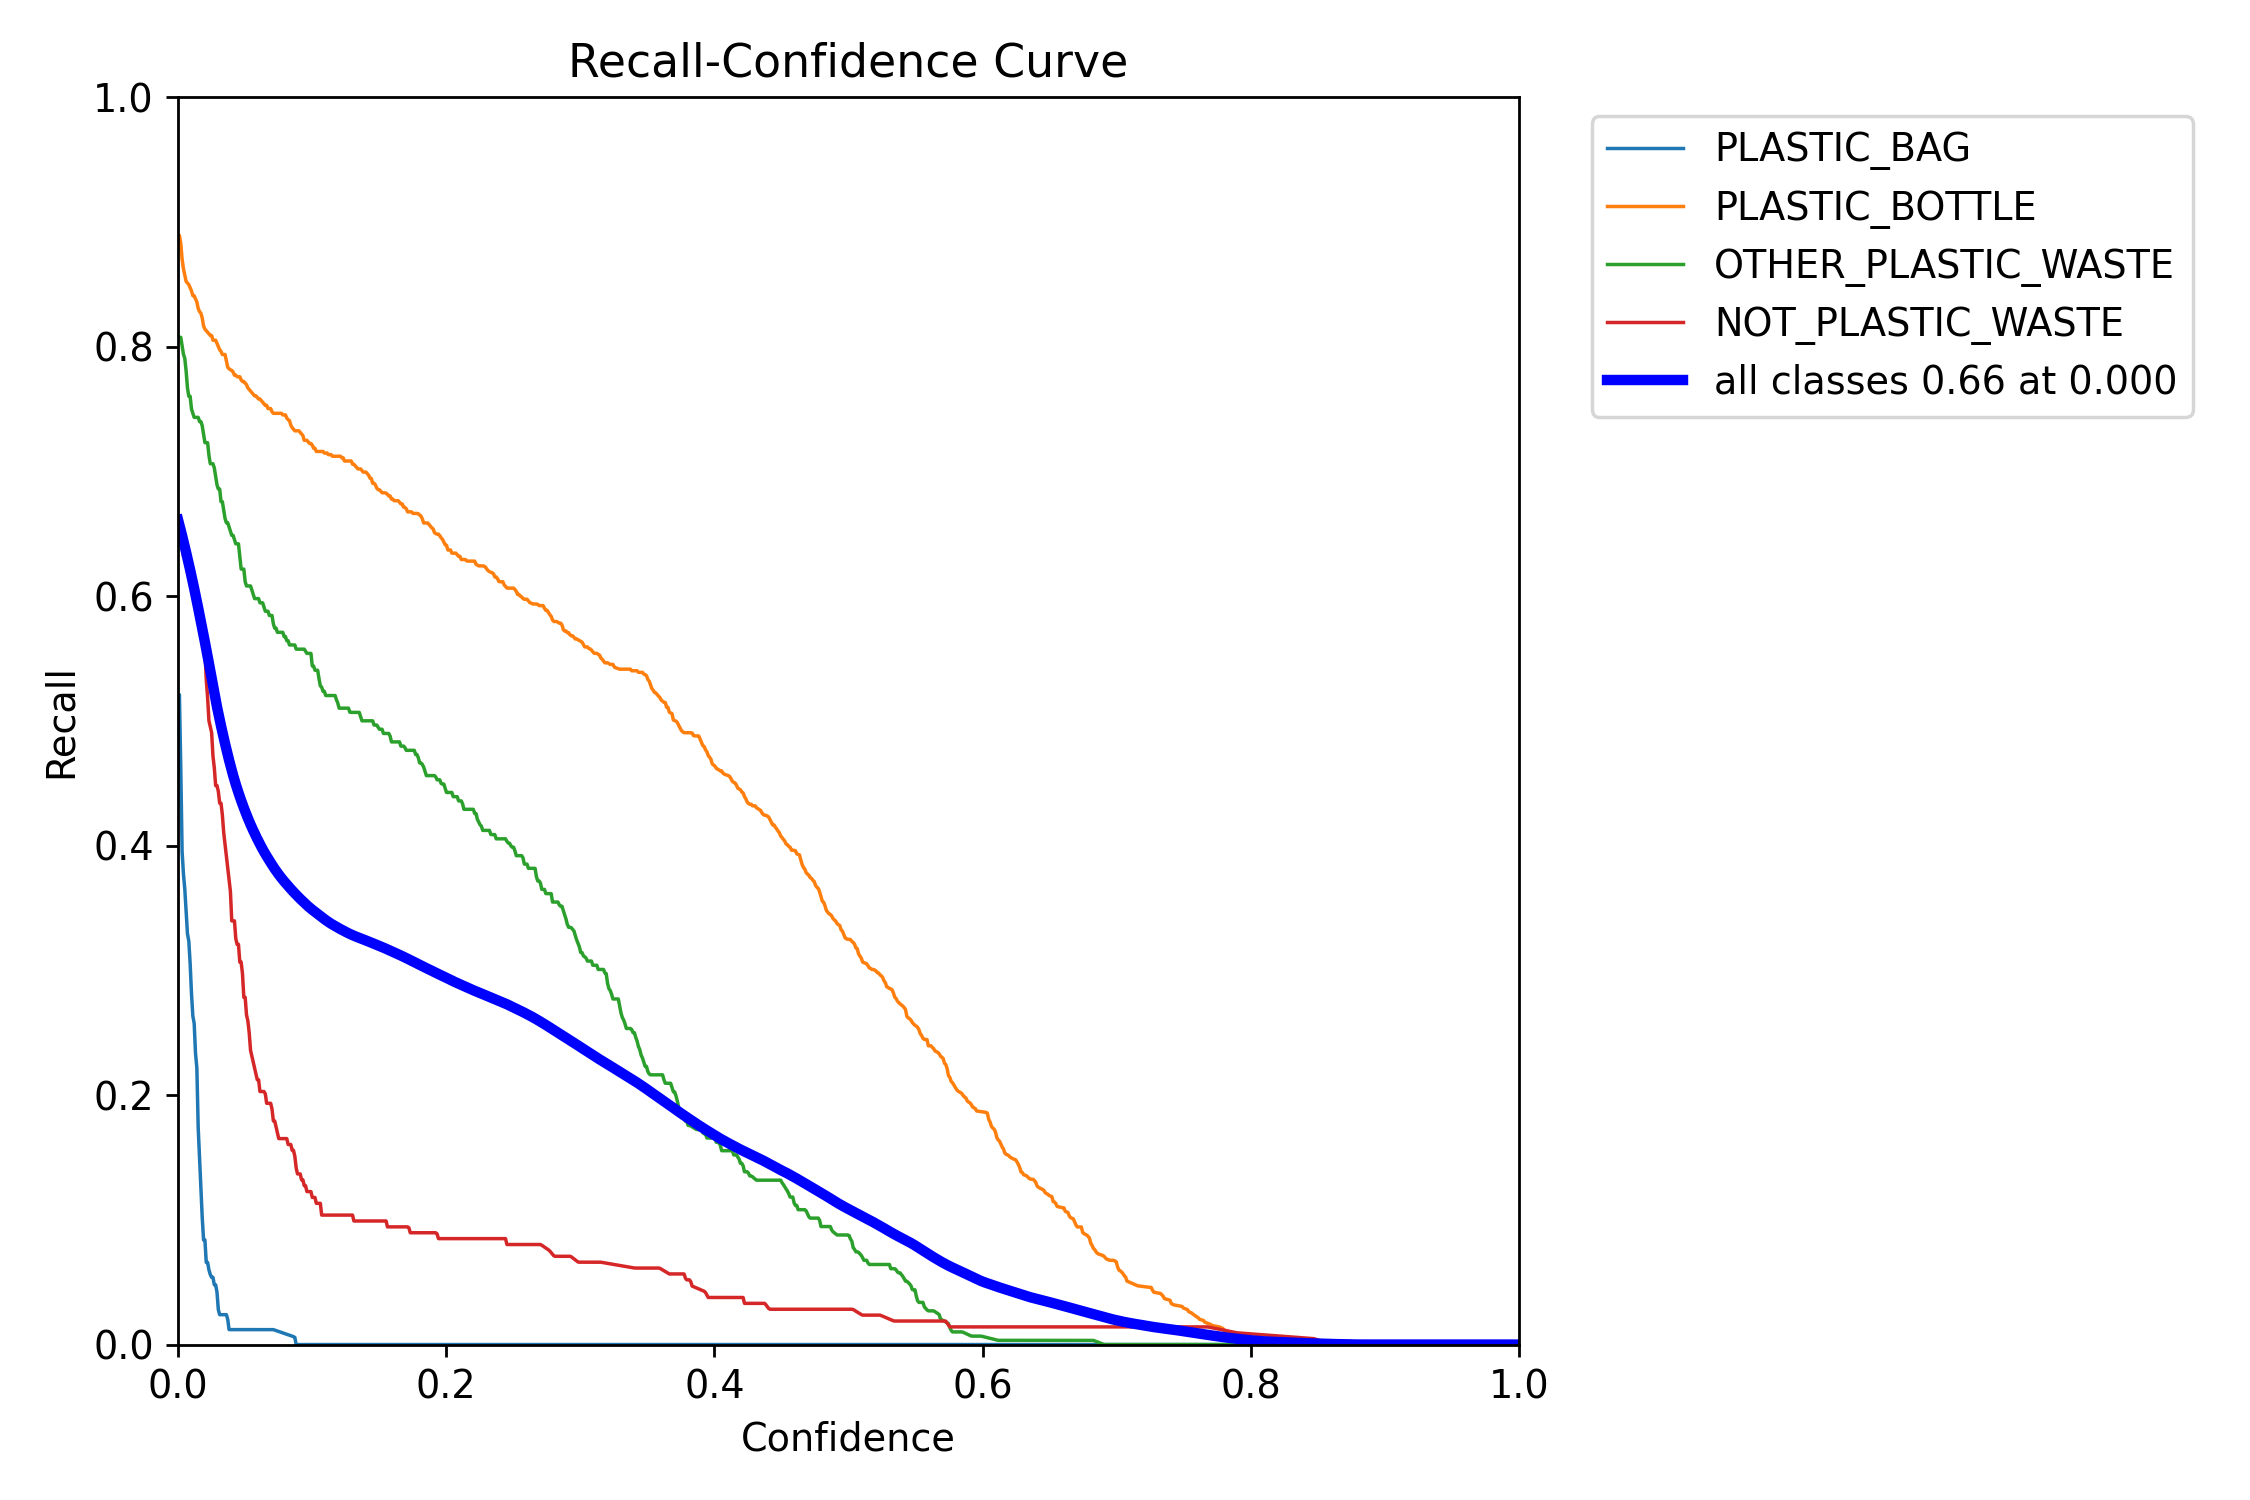 Recall-Confidence Curve
1.0
0.8
0.6
0.4
0.2
0.0
Recall
0.0 0.2 0.4 0.6 0.8 1.0
Confidence
PLASTIC_BAG
PLASTIC_BOTTLE
OTHER_PLASTIC_WASTE
NOT_PLASTIC_WASTE
all classes 0.66 at 0.000